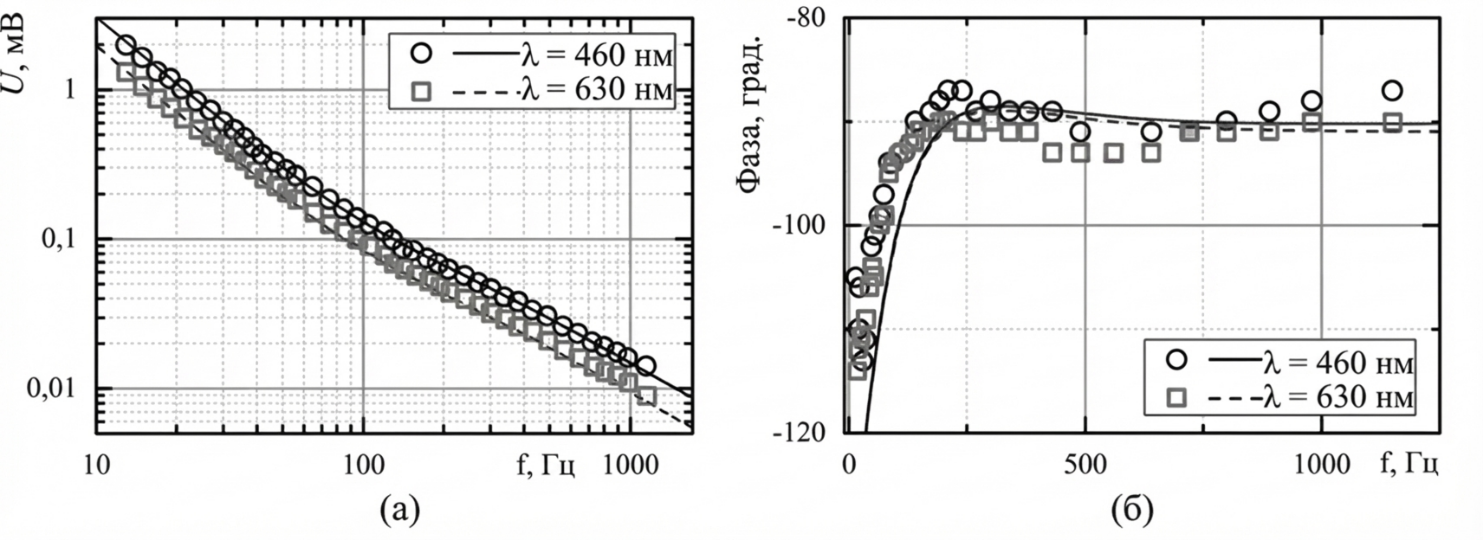 U, мВ
1
0,1
0,01
10
100
f, Гц
1000
λ = 460 нм
λ = 630 нм
(а)
Фаза, град.
-80
-100
-120
0
500
1000
f, Гц
λ = 460 нм
λ = 630 нм
(б)